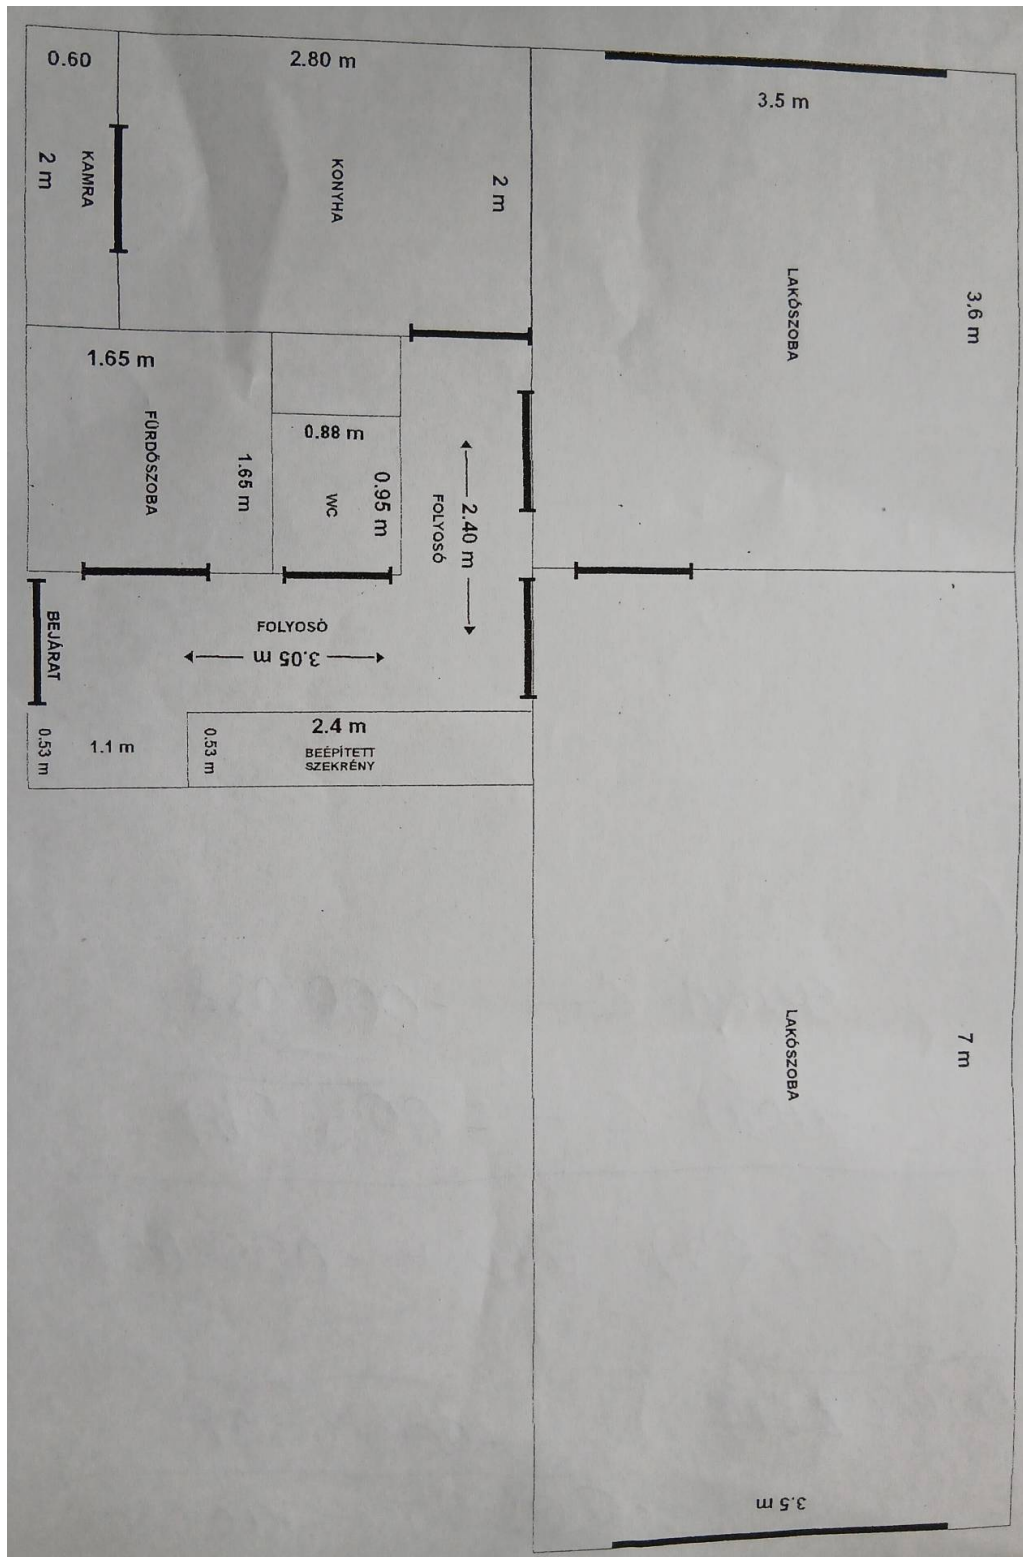 0.60
2.80 m
3.5 m
KAMRA
2 m
KONYHA
2 m
LAKÓSZOBA
3,6 m
1.65 m
FÜRDŐSZOBA
1.65 m
0.88 m
WC
0.95 m
2.40 m
FOLYOSÓ
FOLYOSÓ
3.05 m
BEJÁRAT
0.53 m
1.1 m
0.53 m
2.4 m
BEÉPÍTETT
SZEKRÉNY
LAKÓSZOBA
7 m
3.5 m